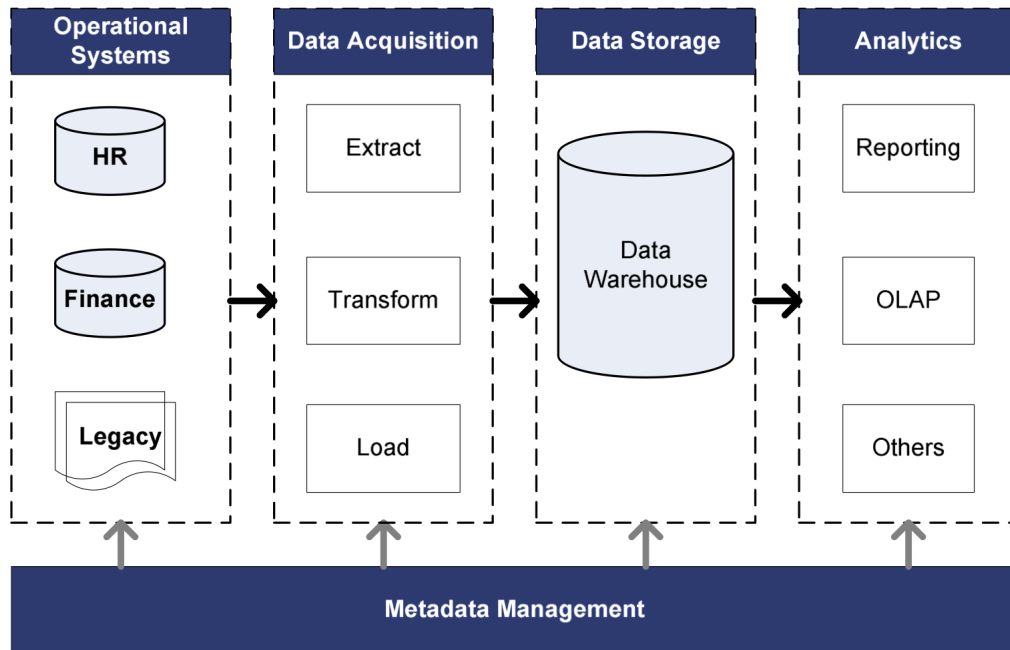 Operational
Systems
Data Acquisition
Data Storage
Analytics
HR
Extract
Reporting
Data
Warehouse
Finance
Transform
OLAP
Legacy
Load
Others
Metadata Management